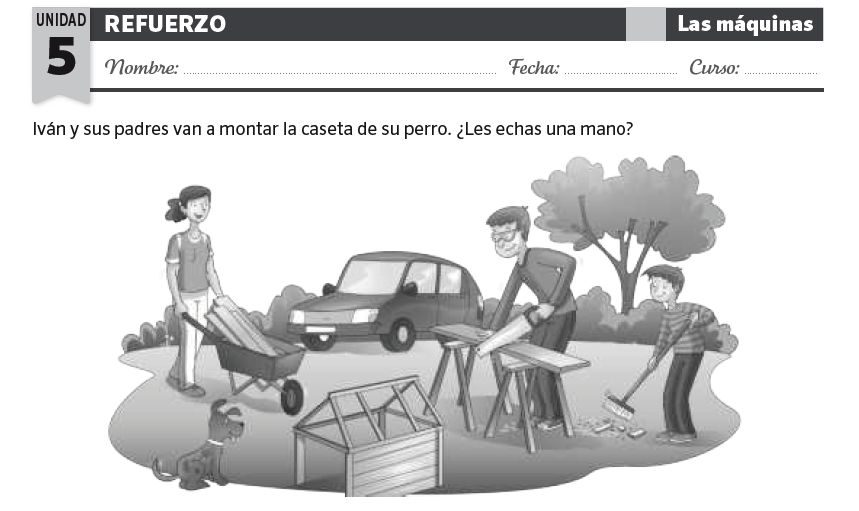 UNIDAD
5
REFUERZO
Las máquinas
Nombre:
Fecha:
Curso:
Iván y sus padres van a montar la caseta de su perro. ¿Les echas una mano?